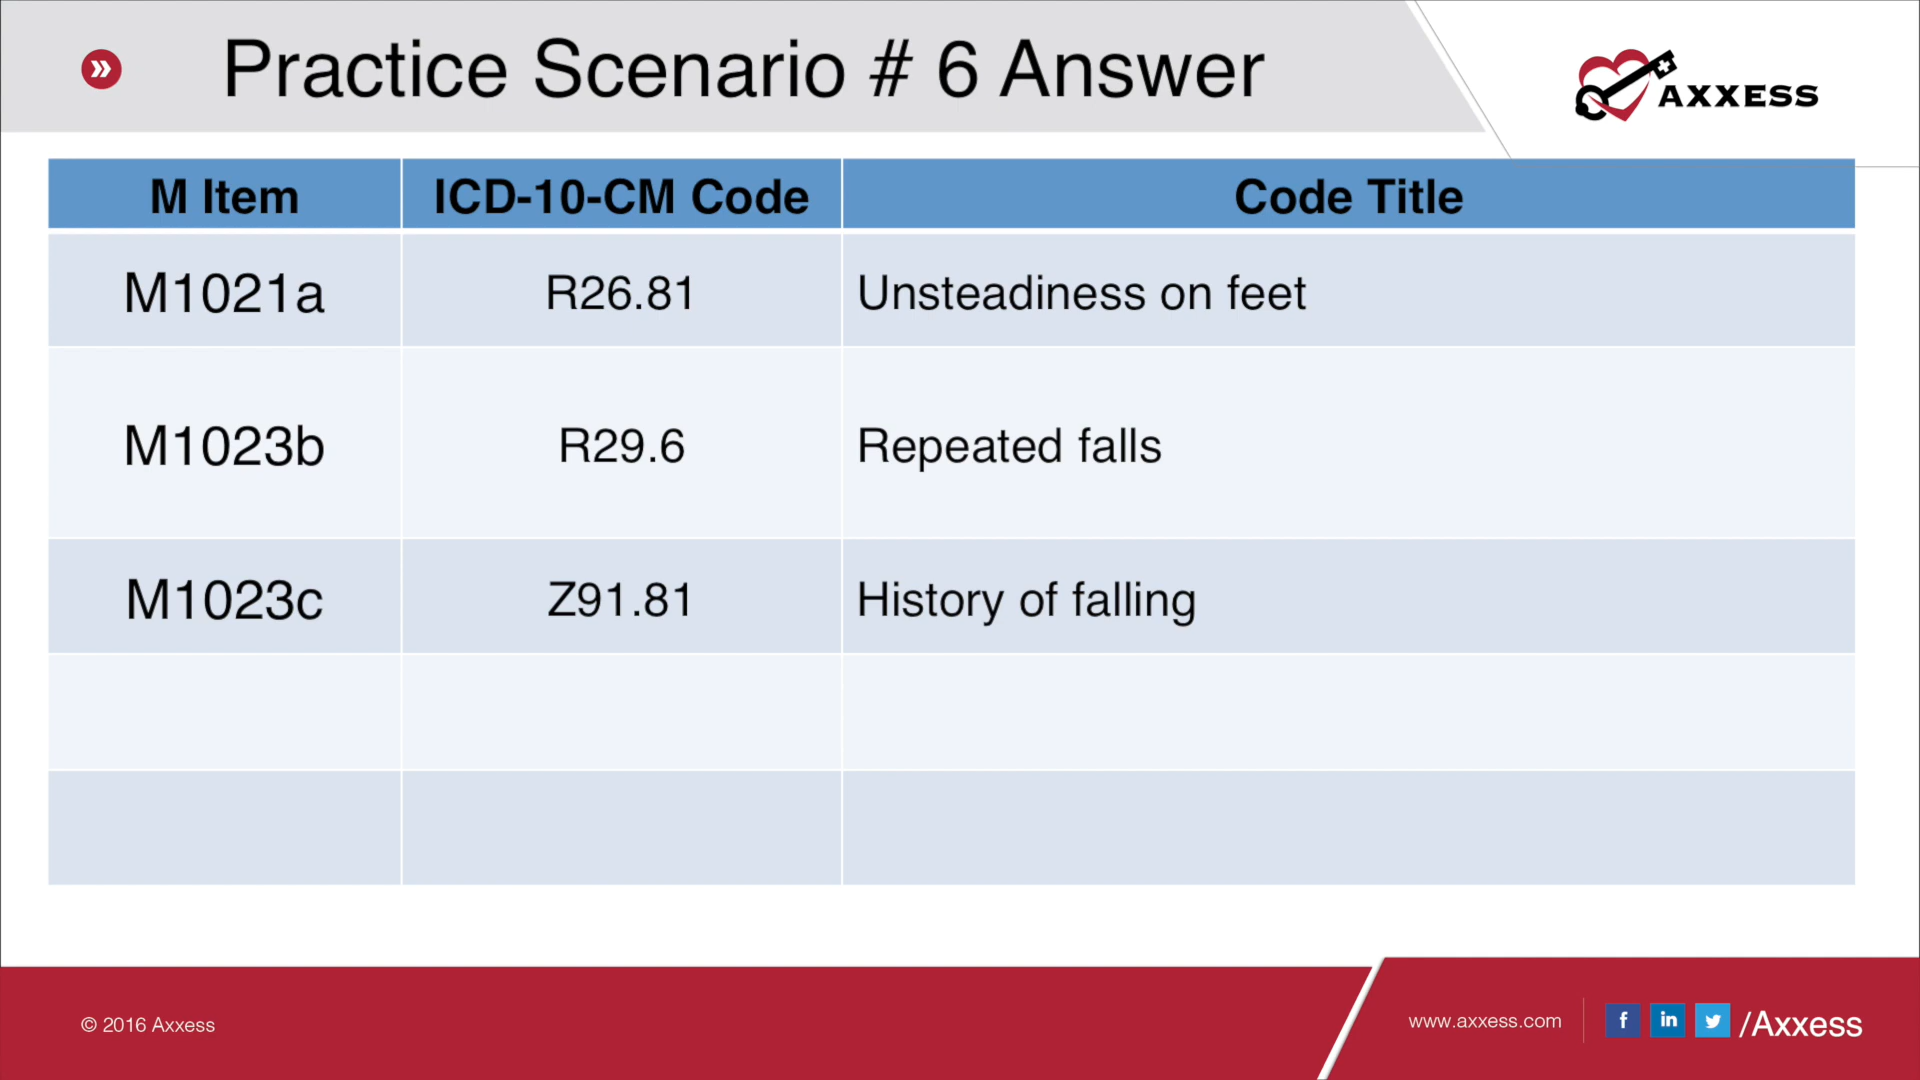 Practice Scenario # 6 Answer
AXXESS
M Item ICD-10-CM Code Code Title
M1021a R26.81 Unsteadiness on feet
M1023b R29.6 Repeated falls
M1023c Z91.81 History of falling
© 2016 Axxess
www.axxess.com f in /Axxess